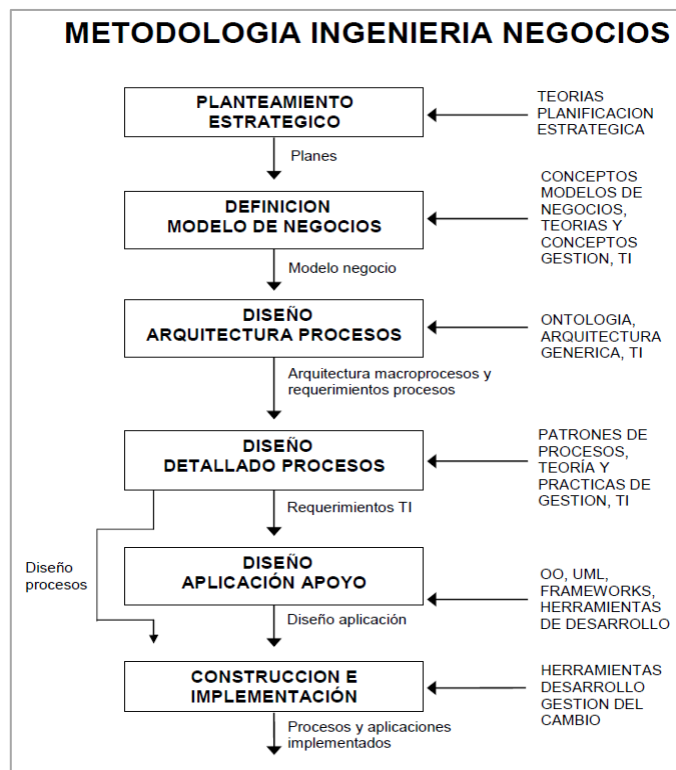 METODOLOGIA INGENIERIA NEGOCIOS
PLANTEAMIENTO
ESTRATEGICO
TEORIAS
PLANIFICACION
ESTRATEGICA
Planes
DEFINICION
MODELO DE NEGOCIOS
CONCEPTOS
MODELOS DE
NEGOCIOS,
TEORIAS Y
CONCEPTOS
GESTION, TI
Modelo negocio
DISEÑO
ARQUITECTURA PROCESOS
ONTOLOGIA,
ARQUITECTURA
GENERICA, TI
Arquitectura macroprocesos y
requerimientos procesos
DISEÑO
DETALLADO PROCESOS
PATRONES DE
PROCESOS,
TEORÍA Y
PRACTICAS DE
GESTION, TI
Requerimientos TI
Diseño
procesos
DISEÑO
APLICACIÓN APOYO
OO, UML,
FRAMEWORKS,
HERRAMIENTAS
DE DESARROLLO
Diseño aplicación
CONSTRUCCION E
IMPLEMENTACIÓN
HERRAMIENTAS
DESARROLLO
GESTION DEL
CAMBIO
Procesos y aplicaciones
implementados